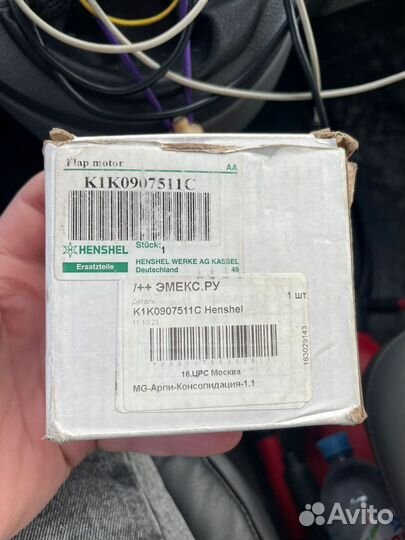 Flap motor
AA
K1K0907511C
HENSHEL
Ersatzteile
Stück: 1
HENSHEL WERKE AG KASSEL
Deutschland 49
/++ ЭМЕКС.РУ
Деталь
1 шт
K1K0907511C Henshel
11.10.23
163029143
16.ЦРС Москва
MG-Арпи-Консолидация-1.1
Avito